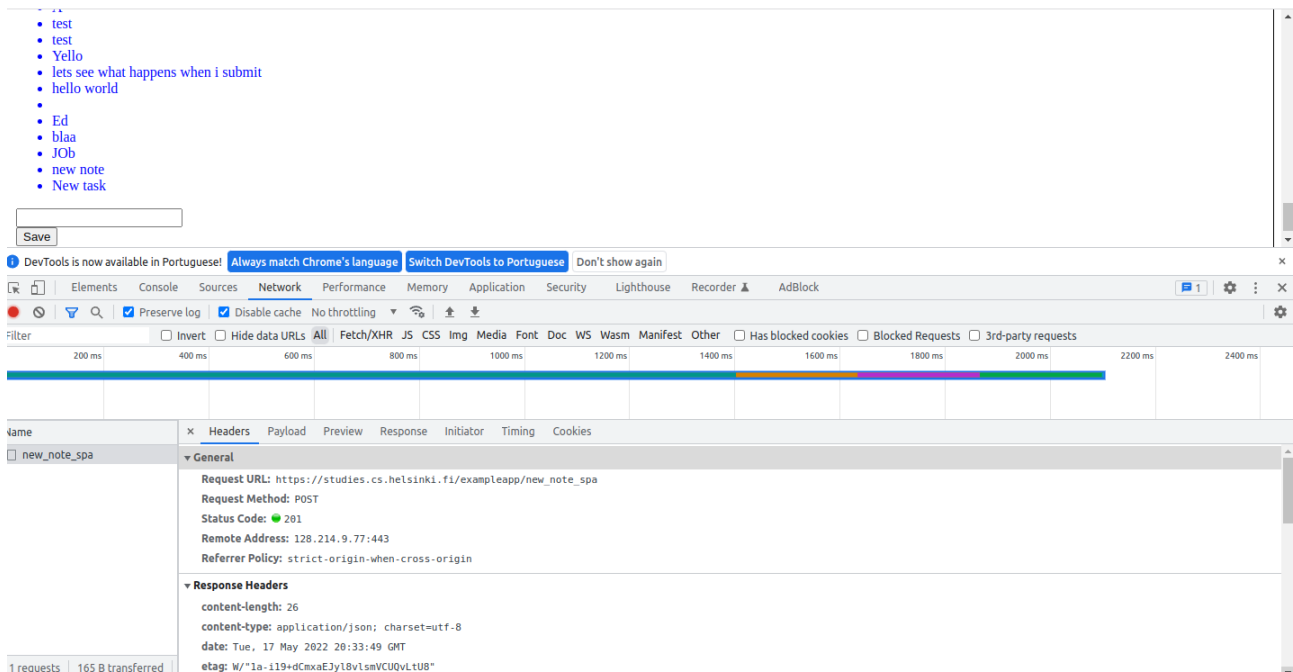 test
test
Yello
lets see what happens when i submit
hello world
Ed
blaa
JOb
new note
New task
Save
DevTools is now available in Portuguese! Always match Chrome's language Switch DevTools to Portuguese Don't show again
Elements Console Sources Network Performance Memory Application Security Lighthouse Recorder AdBlock 1
Preserve log Disable cache No throttling
Filter Invert Hide data URLs All Fetch/XHR JS CSS Img Media Font Doc WS Wasm Manifest Other Has blocked cookies Blocked Requests 3rd-party requests
200 ms 400 ms 600 ms 800 ms 1000 ms 1200 ms 1400 ms 1600 ms 1800 ms 2000 ms 2200 ms 2400 ms
Name Headers Payload Preview Response Initiator Timing Cookies
new_note_spa
General
Request URL: https://studies.cs.helsinki.fi/exampleapp/new_note_spa
Request Method: POST
Status Code: 201
Remote Address: 128.214.9.77:443
Referrer Policy: strict-origin-when-cross-origin
Response Headers
content-length: 26
content-type: application/json; charset=utf-8
date: Tue, 17 May 2022 20:33:49 GMT
etag: W/"1a-i19+dCmxaEJyl8vlsmVCUQvLtU8"
1 requests 165 B transferred